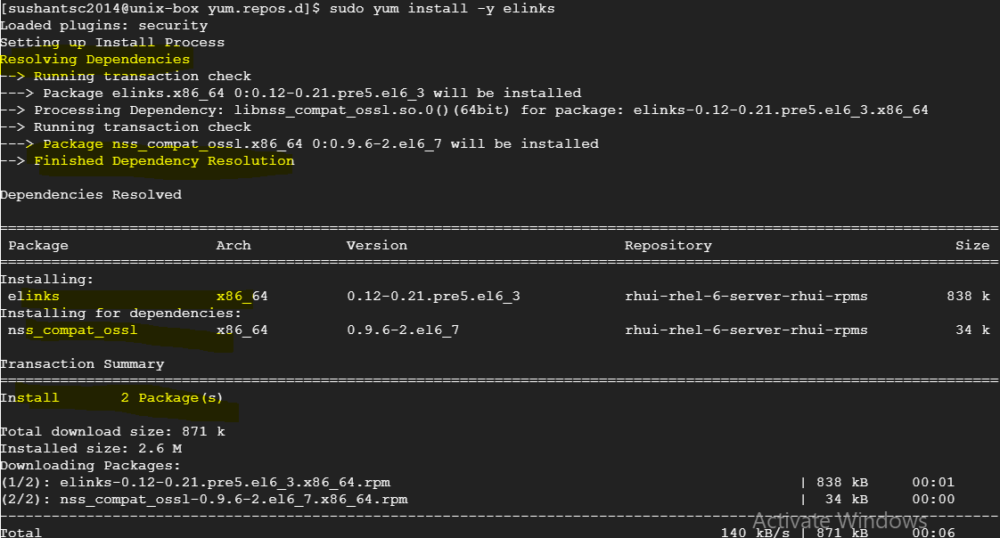 [sushantsc2014@unix-box yum.repos.d]$ sudo yum install -y elinks
Loaded plugins: security
Setting up Install Process
Resolving Dependencies
--> Running transaction check
---> Package elinks.x86_64 0:0.12-0.21.pre5.el6_3 will be installed
--> Processing Dependency: libnss_compat_ossl.so.0()(64bit) for package: elinks-0.12-0.21.pre5.el6_3.x86_64
--> Running transaction check
---> Package nss_compat_ossl.x86_64 0:0.9.6-2.el6_7 will be installed
--> Finished Dependency Resolution
Dependencies Resolved
================================================================================
Package Arch Version Repository Size
================================================================================
Installing:
elinks x86_64 0.12-0.21.pre5.el6_3 rhui-rhel-6-server-rhui-rpms 838 k
Installing for dependencies:
nss_compat_ossl x86_64 0.9.6-2.el6_7 rhui-rhel-6-server-rhui-rpms 34 k
Transaction Summary
================================================================================
Install 2 Package(s)
Total download size: 871 k
Installed size: 2.6 M
Downloading Packages:
(1/2): elinks-0.12-0.21.pre5.el6_3.x86_64.rpm | 838 kB 00:01
(2/2): nss_compat_ossl-0.9.6-2.el6_7.x86_64.rpm | 34 kB 00:00
--------------------------------------------------------------------------------
Activate Windows
Total 140 kB/s | 871 kB 00:06